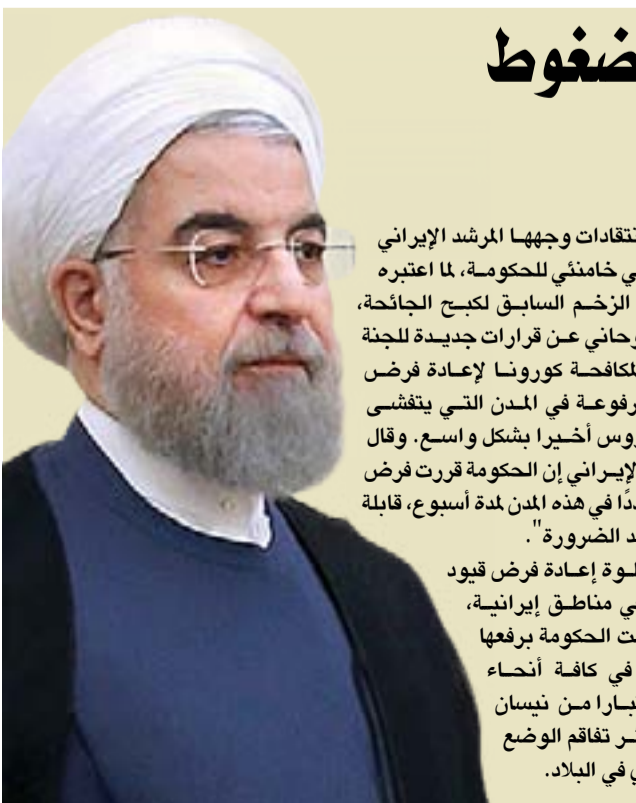 ضغوط
نتقادات وجهها المرشد الإيراني
ي خامنئي للحكومة، لما اعتبره
الزخم السابق لكبح الجائحة،
وحاني عن قرارات جديدة للجنة
لمكافحة كورونا لإعادة فرض
رفوعة في المدن التي يتفشى
روس أخيرا بشكل واسع. وقال
لإيراني إن الحكومة قررت فرض
ددًا في هذه المدن لمدة أسبوع، قابلة
د الضرورة".
لوة إعادة فرض قيود
ي مناطق إيرانية،
ت الحكومة برفعها
في كافة أنحاء
بارا من نيسان
ر تفاقم الوضع
ي في البلاد.